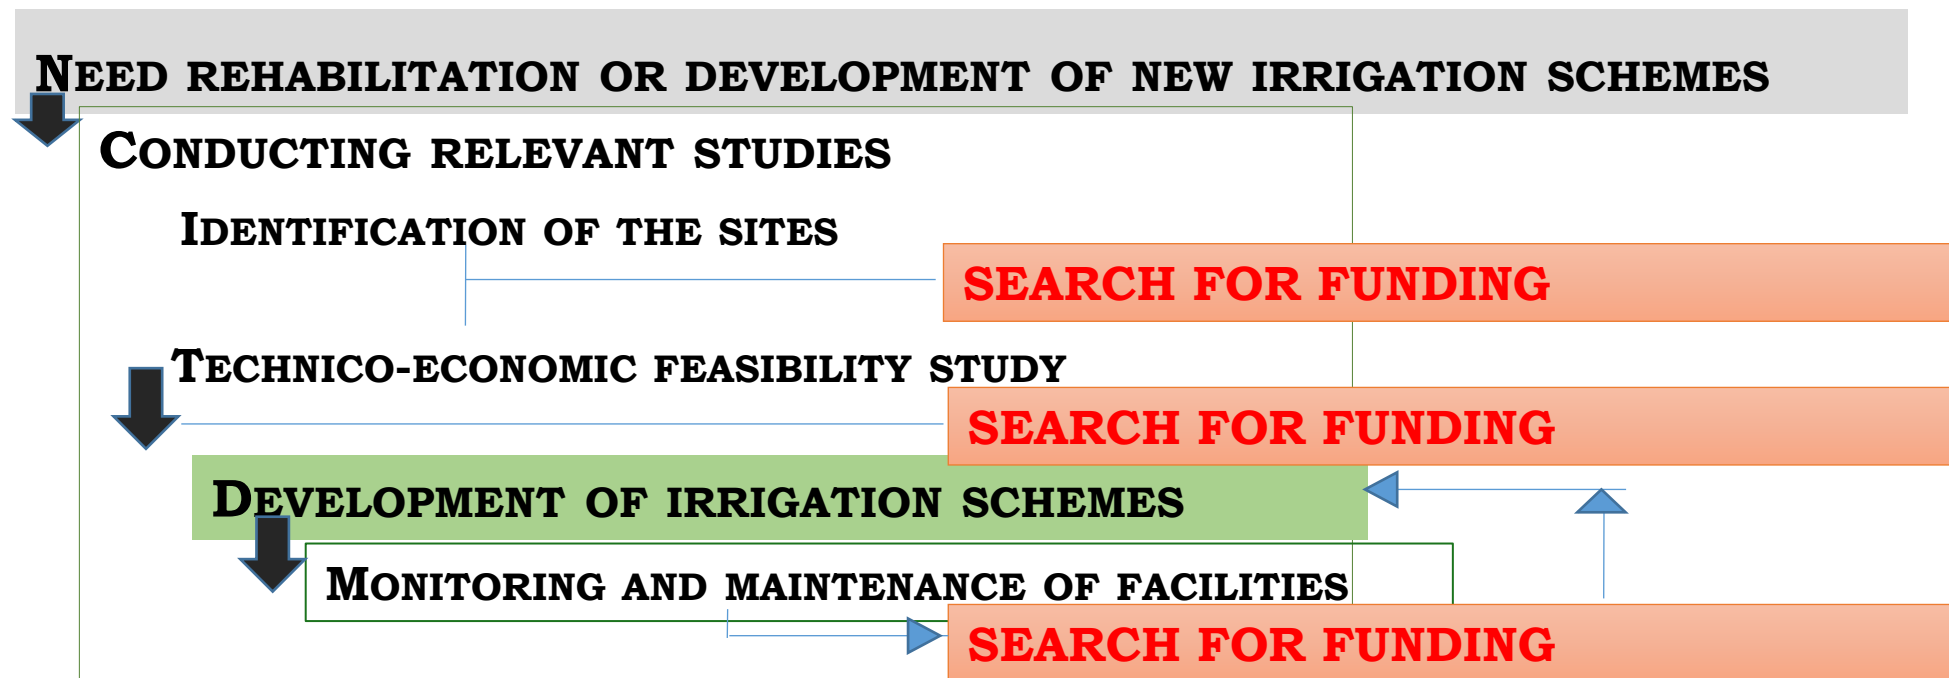 NEED REHABILITATION OR DEVELOPMENT OF NEW IRRIGATION SCHEMES
CONDUCTING RELEVANT STUDIES
IDENTIFICATION OF THE SITES
SEARCH FOR FUNDING
TECHNICO-ECONOMIC FEASIBILITY STUDY
SEARCH FOR FUNDING
DEVELOPMENT OF IRRIGATION SCHEMES
MONITORING AND MAINTENANCE OF FACILITIES
SEARCH FOR FUNDING